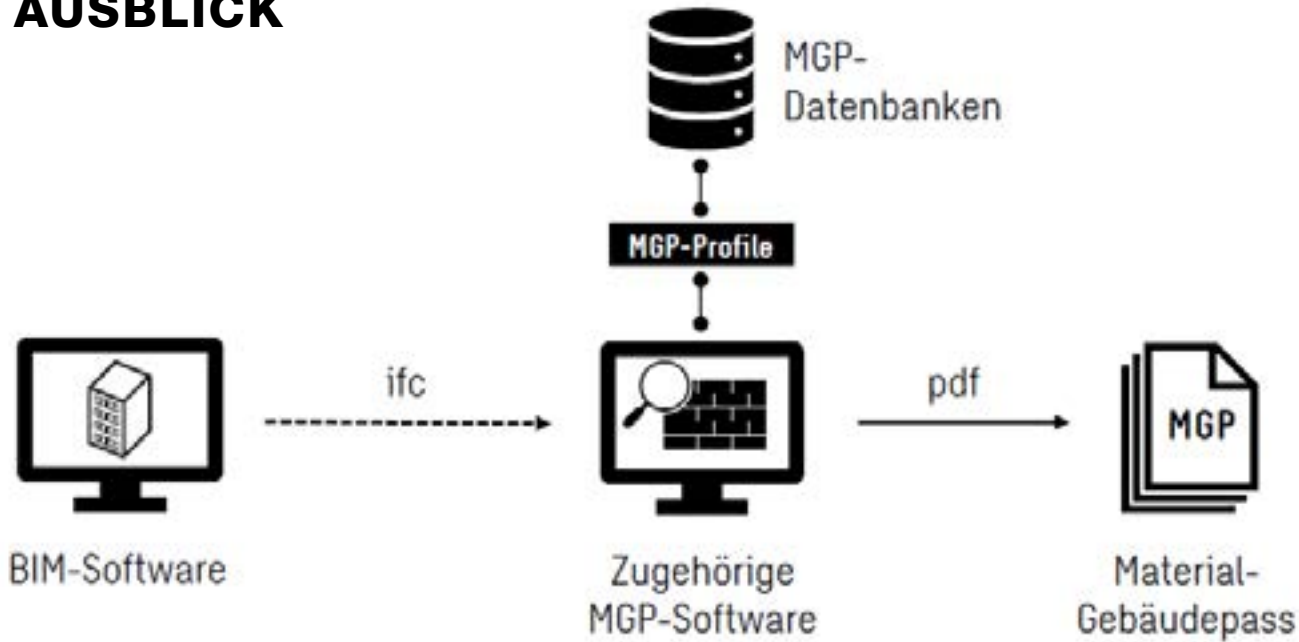 AUSBLICK
MGP-
Datenbanken
MGP-Profile
ifc
pdf
MGP
BIM-Software
Zugehörige
MGP-Software
Material-
Gebäudepass